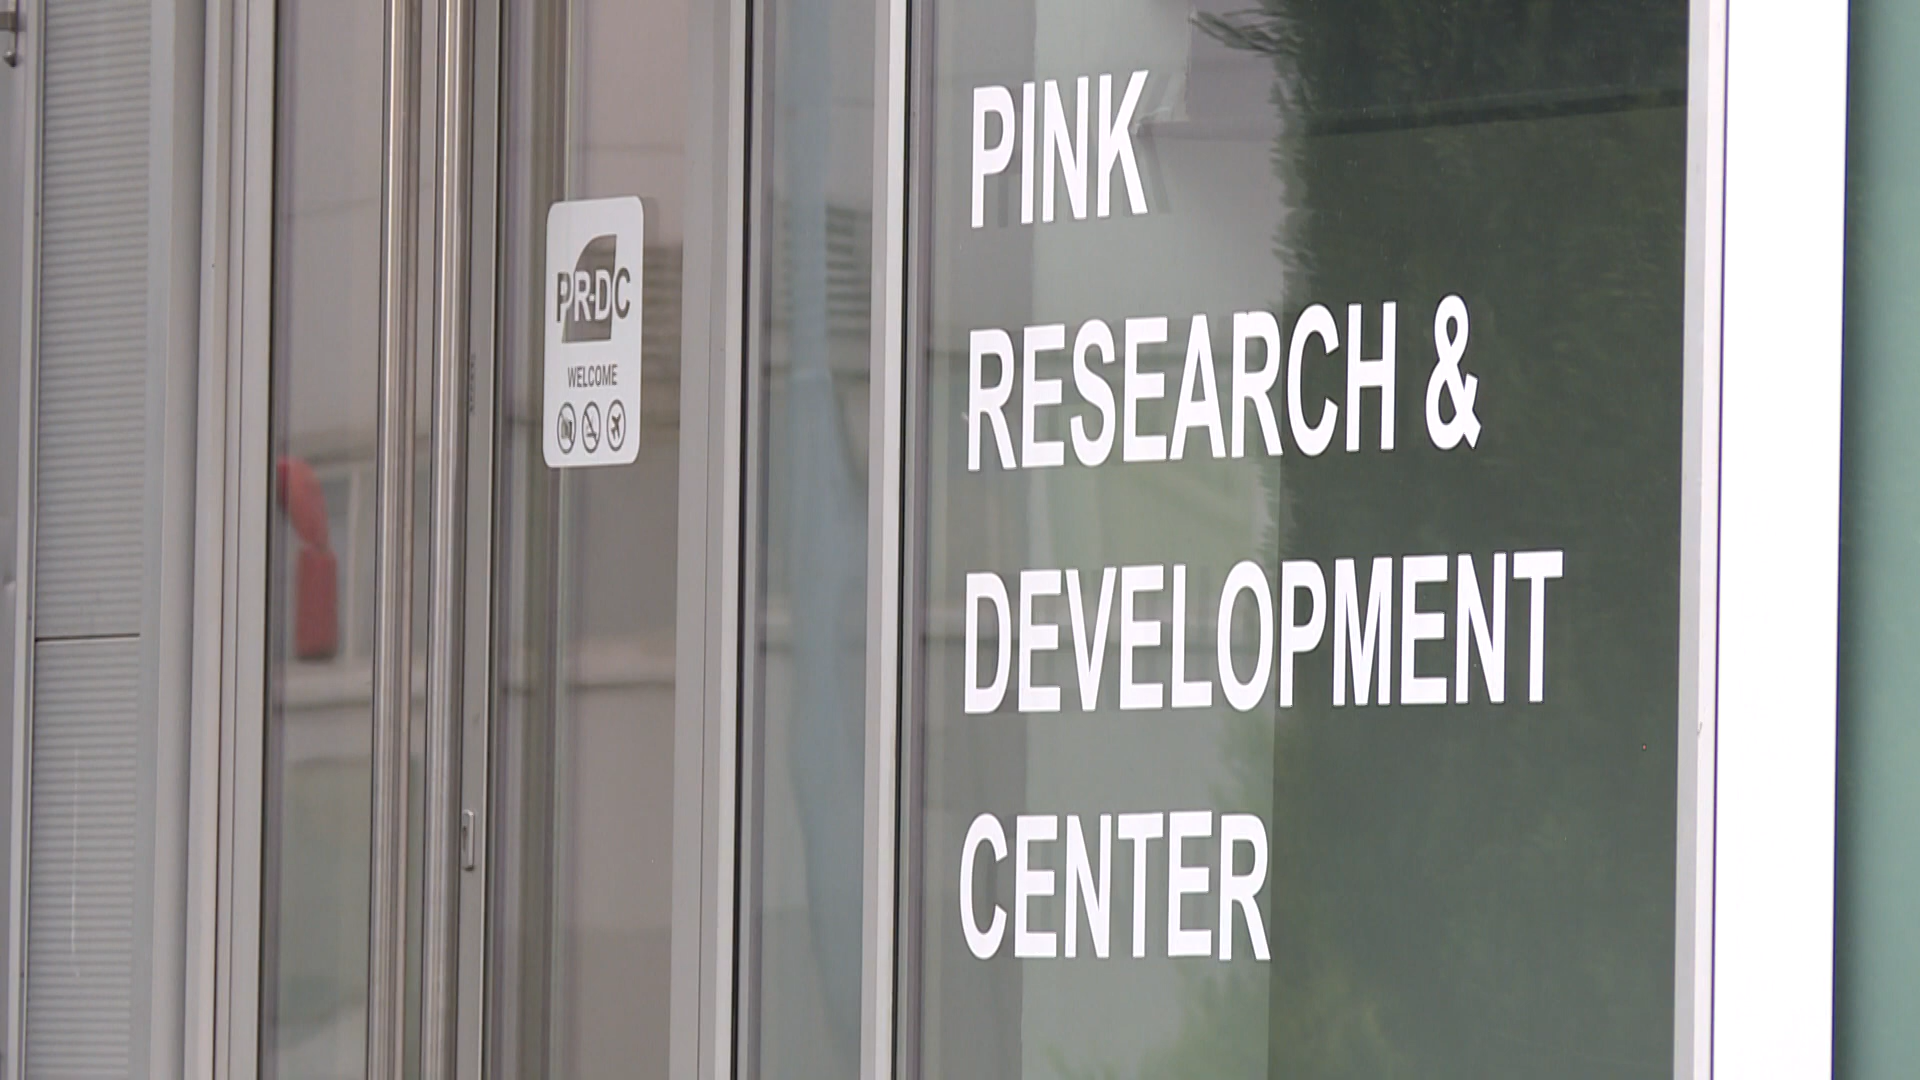 PR-DC
WELCOME
PINK
RESEARCH &
DEVELOPMENT
CENTER